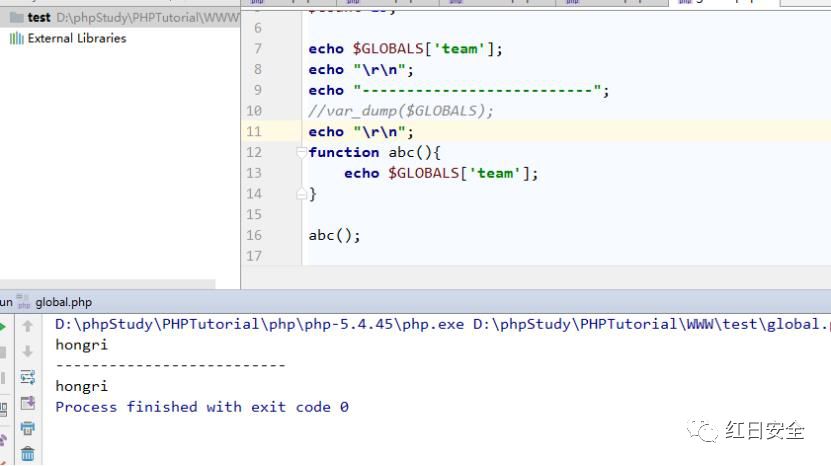 test D:\phpStudy\PHPTutorial\WWW
External Libraries
6
7 echo $GLOBALS['team'];
8 echo "\r\n";
9 echo "--------------------------";
10 //var_dump($GLOBALS);
11 echo "\r\n";
12 function abc(){
13 echo $GLOBALS['team'];
14 }
15
16 abc();
17
un php global.php
D:\phpStudy\PHPTutorial\php\php-5.4.45\php.exe D:\phpStudy\PHPTutorial\WWW\test\global.
hongri
--------------------------
hongri
Process finished with exit code 0
红日安全